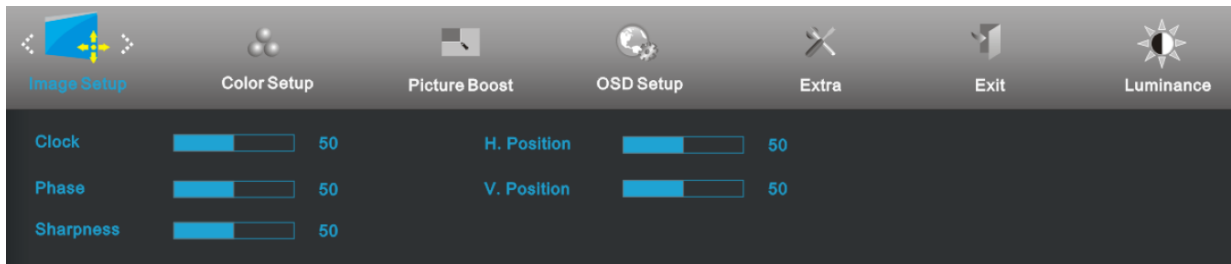 Image Setup Color Setup Picture Boost OSD Setup Extra Exit Luminance
Clock 50 H. Position 50
Phase 50 V. Position 50
Sharpness 50